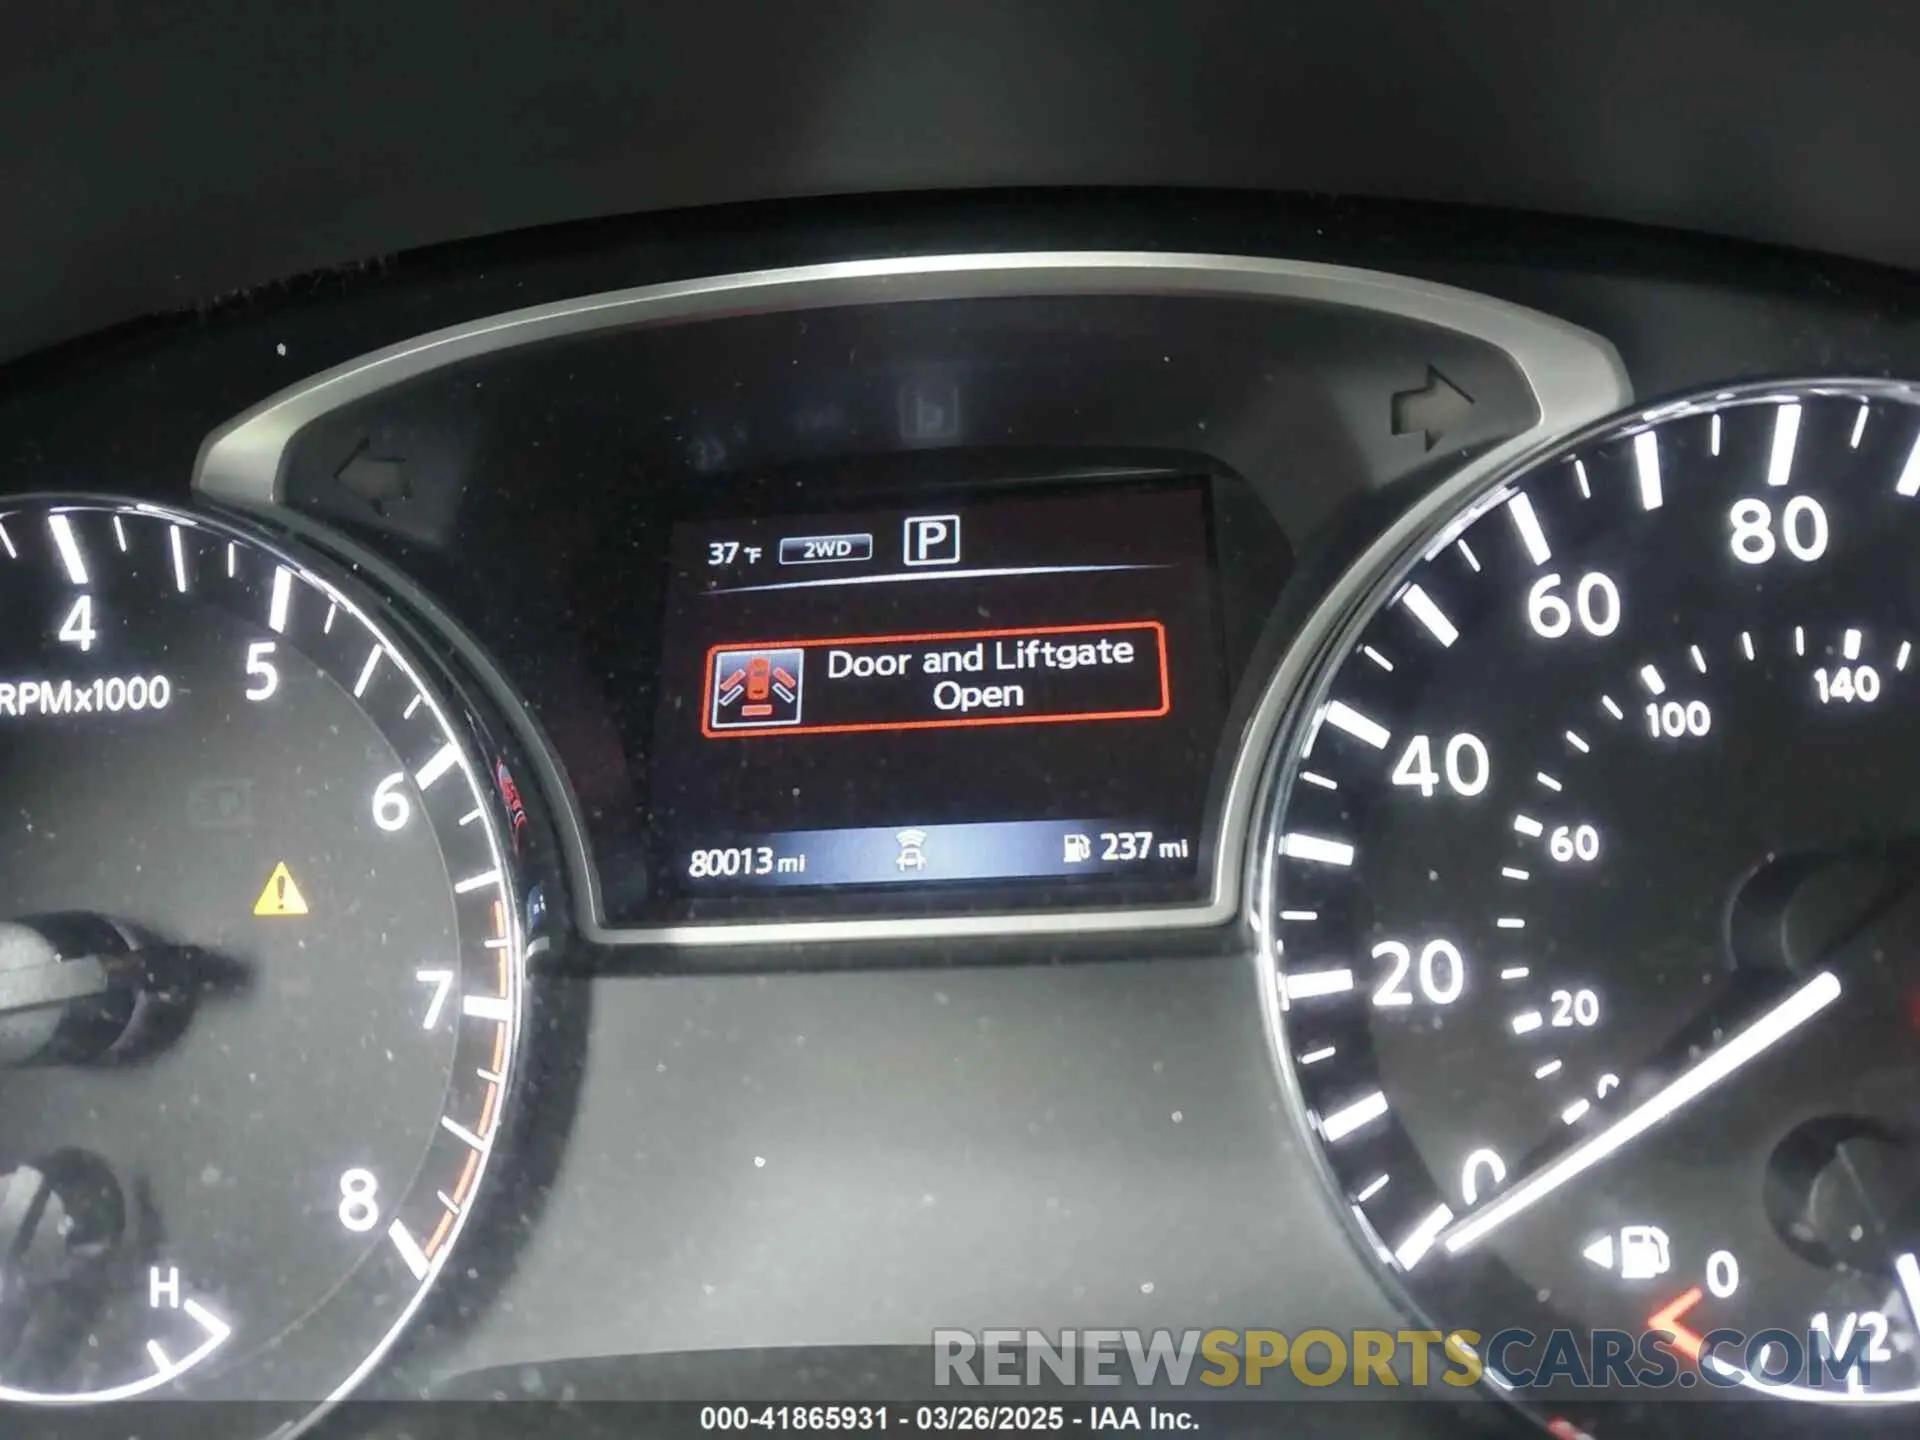 37 °F 2WD P
Door and Liftgate
Open
80013 mi 237 mi
4
5
6
7
8
RPMx1000
H
0
20
40
60
80
0
20
60
100
140
0
1/2
RENEWSPORTSCARS.COM
000-41865931 - 03/26/2025 - IAA Inc.